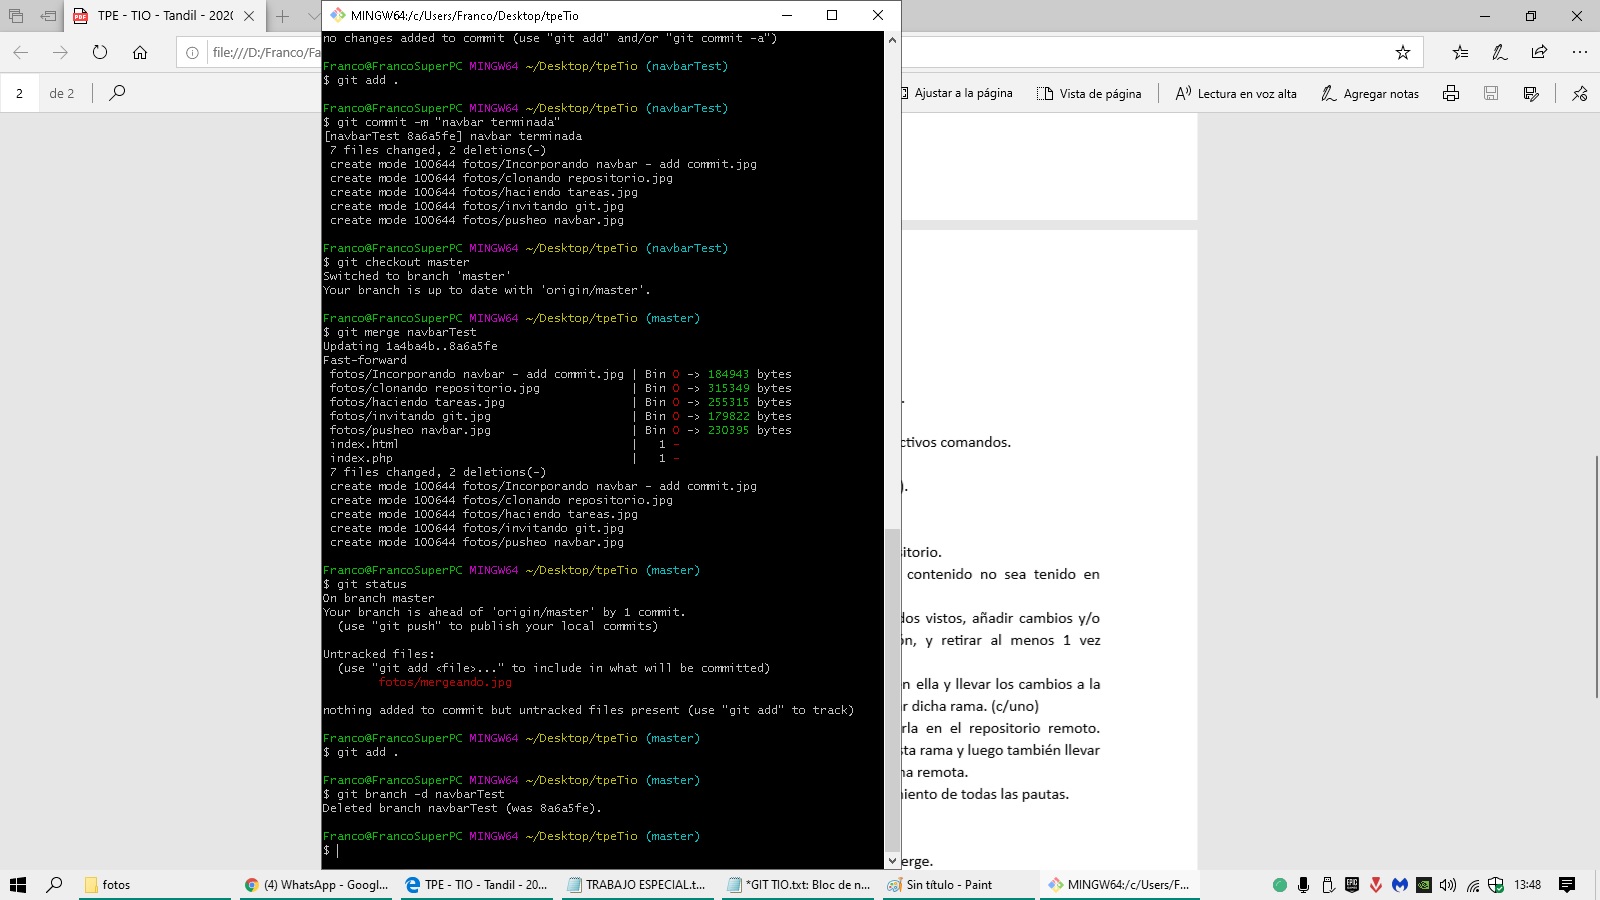 TPE - TIO - Tandil - 2020
MINGW64:/c/Users/Franco/Desktop/tpeTio
file:///D:/Franco/Fa
2 de 2
Ajustar a la página
Vista de página
Lectura en voz alta
Agregar notas
no changes added to commit (use "git add" and/or "git commit -a")
Franco@FrancoSuperPC MINGW64 ~/Desktop/tpeTio (navbarTest)
$ git add .
Franco@FrancoSuperPC MINGW64 ~/Desktop/tpeTio (navbarTest)
$ git commit -m "navbar terminada"
[navbarTest 8a6a5fe] navbar terminada
7 files changed, 2 deletions(-)
create mode 100644 fotos/Incorporando navbar - add commit.jpg
create mode 100644 fotos/clonando repositorio.jpg
create mode 100644 fotos/haciendo tareas.jpg
create mode 100644 fotos/invitando git.jpg
create mode 100644 fotos/pusheo navbar.jpg
Franco@FrancoSuperPC MINGW64 ~/Desktop/tpeTio (navbarTest)
$ git checkout master
Switched to branch 'master'
Your branch is up to date with 'origin/master'.
Franco@FrancoSuperPC MINGW64 ~/Desktop/tpeTio (master)
$ git merge navbarTest
Updating 1a4ba4b..8a6a5fe
Fast-forward
fotos/Incorporando navbar - add commit.jpg | Bin 0 -> 184943 bytes
fotos/clonando repositorio.jpg | Bin 0 -> 315349 bytes
fotos/haciendo tareas.jpg | Bin 0 -> 255315 bytes
fotos/invitando git.jpg | Bin 0 -> 179822 bytes
fotos/pusheo navbar.jpg | Bin 0 -> 230395 bytes
index.html | 1 -
index.php | 1 -
7 files changed, 2 deletions(-)
create mode 100644 fotos/Incorporando navbar - add commit.jpg
create mode 100644 fotos/clonando repositorio.jpg
create mode 100644 fotos/haciendo tareas.jpg
create mode 100644 fotos/invitando git.jpg
create mode 100644 fotos/pusheo navbar.jpg
Franco@FrancoSuperPC MINGW64 ~/Desktop/tpeTio (master)
$ git status
On branch master
Your branch is ahead of 'origin/master' by 1 commit.
(use "git push" to publish your local commits)
Untracked files:
(use "git add <file>..." to include in what will be committed)
fotos/mergeando.jpg
nothing added to commit but untracked files present (use "git add" to track)
Franco@FrancoSuperPC MINGW64 ~/Desktop/tpeTio (master)
$ git add .
Franco@FrancoSuperPC MINGW64 ~/Desktop/tpeTio (master)
$ git branch -d navbarTest
Deleted branch navbarTest (was 8a6a5fe).
Franco@FrancoSuperPC MINGW64 ~/Desktop/tpeTio (master)
$
ctivos comandos.
).
sitorio.
contenido no sea tenido en
dos vistos, añadir cambios y/o
ón, y retirar al menos 1 vez
n ella y llevar los cambios a la
r dicha rama. (c/uno)
rla en el repositorio remoto.
sta rama y luego también llevar
na remota.
niento de todas las pautas.
erge.
fotos
(4) WhatsApp - Googl...
TPE - TIO - Tandil - 20...
TRABAJO ESPECIAL.t...
*GIT TIO.txt: Bloc de n...
Sin título - Paint
MINGW64:/c/Users/F...
13:48